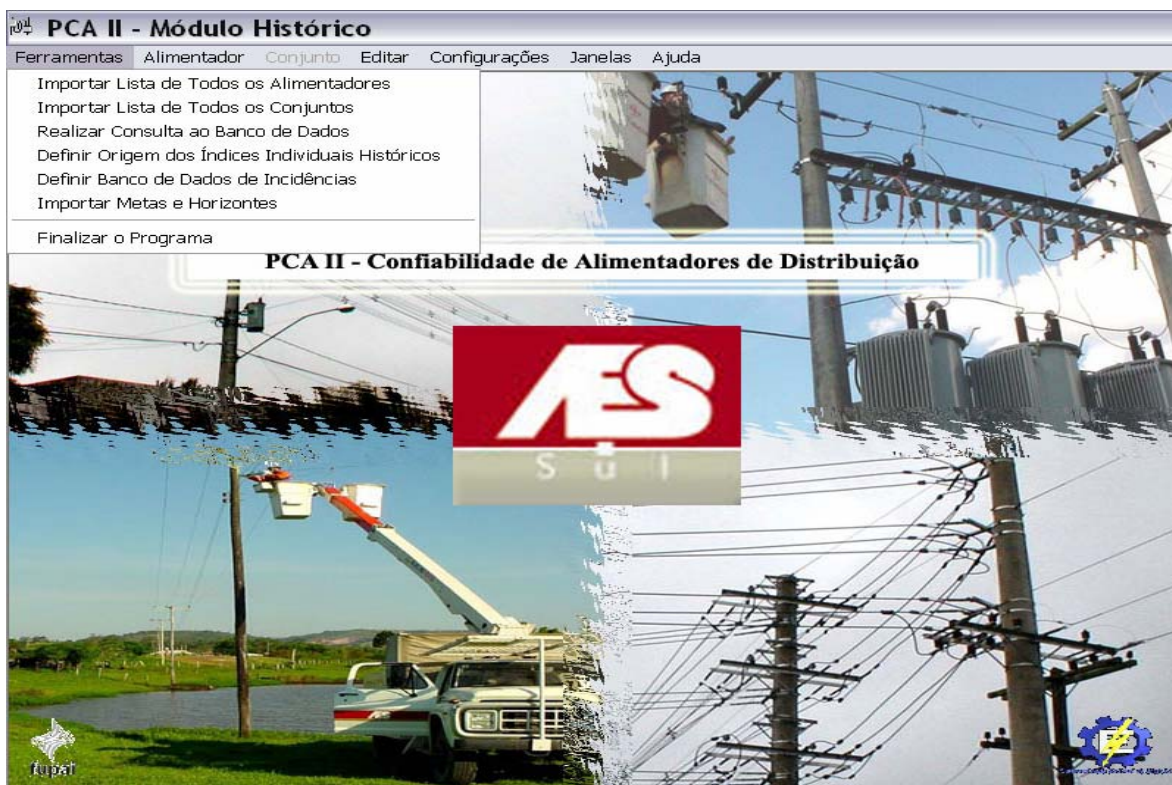 PCA II - Módulo Histórico
Ferramentas Alimentador Conjunto Editar Configurações Janelas Ajuda
Importar Lista de Todos os Alimentadores
Importar Lista de Todos os Conjuntos
Realizar Consulta ao Banco de Dados
Definir Origem dos Índices Individuais Históricos
Definir Banco de Dados de Incidências
Importar Metas e Horizontes
Finalizar o Programa
PCA II - Confiabilidade de Alimentadores de Distribuição
AES
Sul
fupai